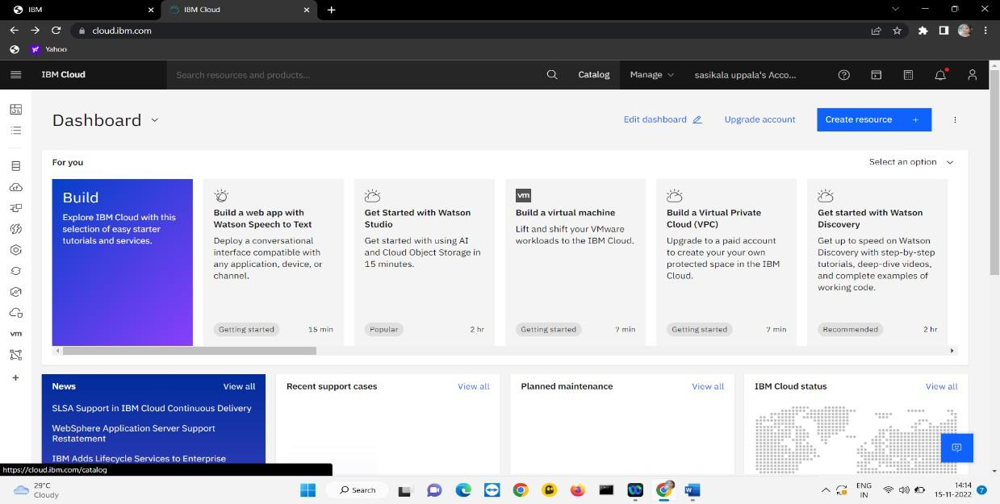 IBM
IBM Cloud
cloud.ibm.com
Yahoo
IBM Cloud
Search resources and products...
Catalog
Manage
sasikala uppala's Acco...
Dashboard
Edit dashboard
Upgrade account
Create resource +
For you
Select an option
Build
Explore IBM Cloud with this
selection of easy starter
tutorials and services.
Build a web app with
Watson Speech to Text
Deploy a conversational
interface compatible with
any application, device, or
channel.
Getting started 15 min
Get Started with Watson
Studio
Get started with using AI
and Cloud Object Storage in
15 minutes.
Popular 2 hr
vm
Build a virtual machine
Lift and shift your VMware
workloads to the IBM Cloud.
Getting started 7 min
Build a Virtual Private
Cloud (VPC)
Upgrade to a paid account
to create your your own
protected space in the IBM
Cloud.
Getting started 7 min
Get started with Watson
Discovery
Get up to speed on Watson
Discovery with step-by-step
tutorials, deep-dive videos,
and complete examples of
working code.
Recommended 2 hr
vm
News View all
SLSA Support in IBM Cloud Continuous Delivery
WebSphere Application Server Support
Restatement
IBM Adds Lifecycle Services to Enterprise
Recent support cases View all
Planned maintenance View all
IBM Cloud status View all
https://cloud.ibm.com/catalog
29°C
Cloudy
Search
ENG
IN
14:14
15-11-2022
7